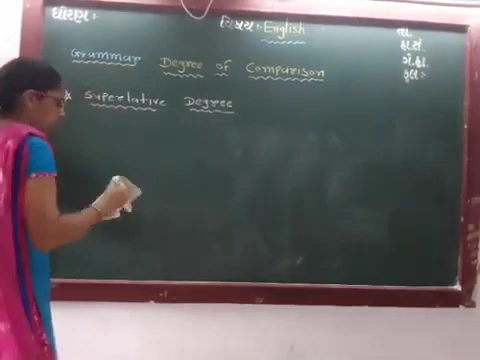 ધોરણ:-
વિષય:- English
તા.
હા.સં.
ગે.હા.
કુલ:-
Grammar Degree of Comparison
* Superlative Degree